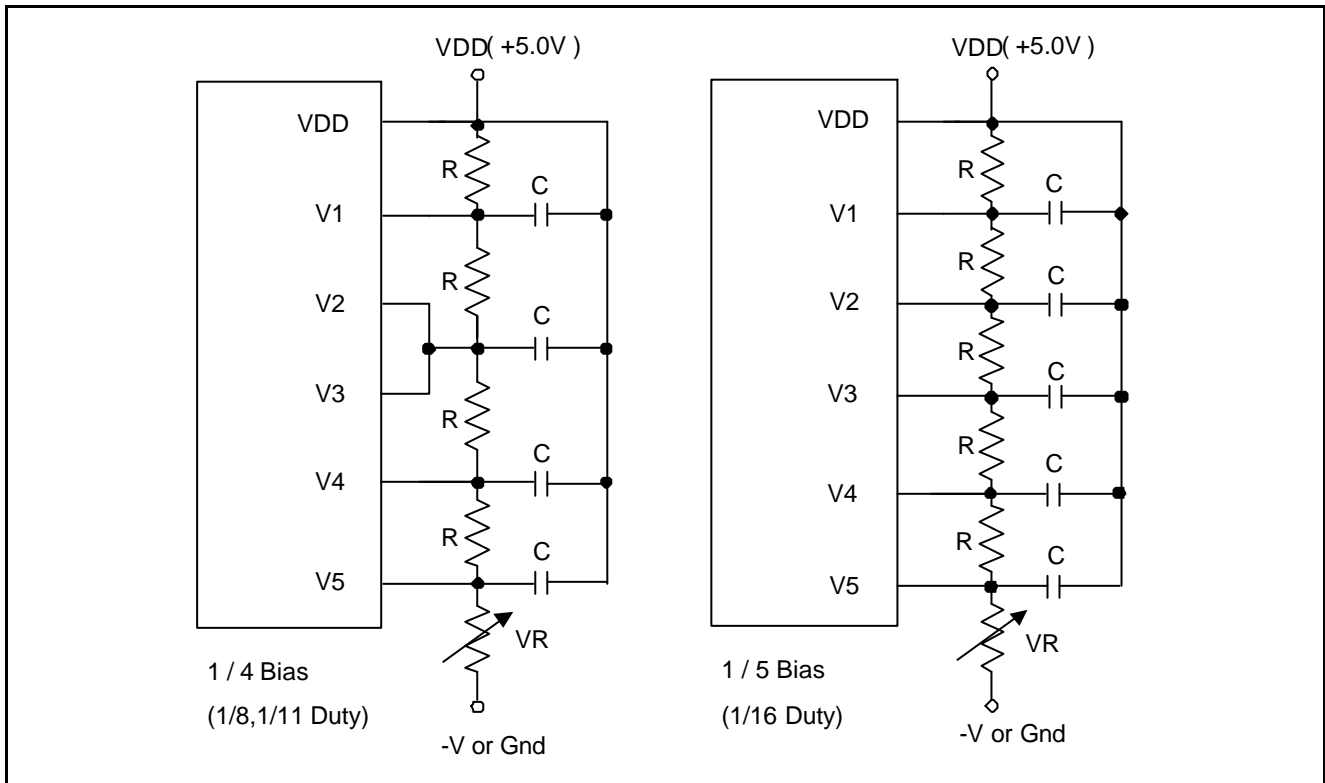 VDD( +5.0V )
VDD
R
C
V1
R
V2
C
V3
R
V4
C
R
V5
C
VR
1 / 4 Bias
(1/8,1/11 Duty)
-V or Gnd
VDD( +5.0V )
VDD
R
C
V1
R
V2
C
R
V3
C
R
V4
C
R
V5
C
VR
1 / 5 Bias
(1/16 Duty)
-V or Gnd